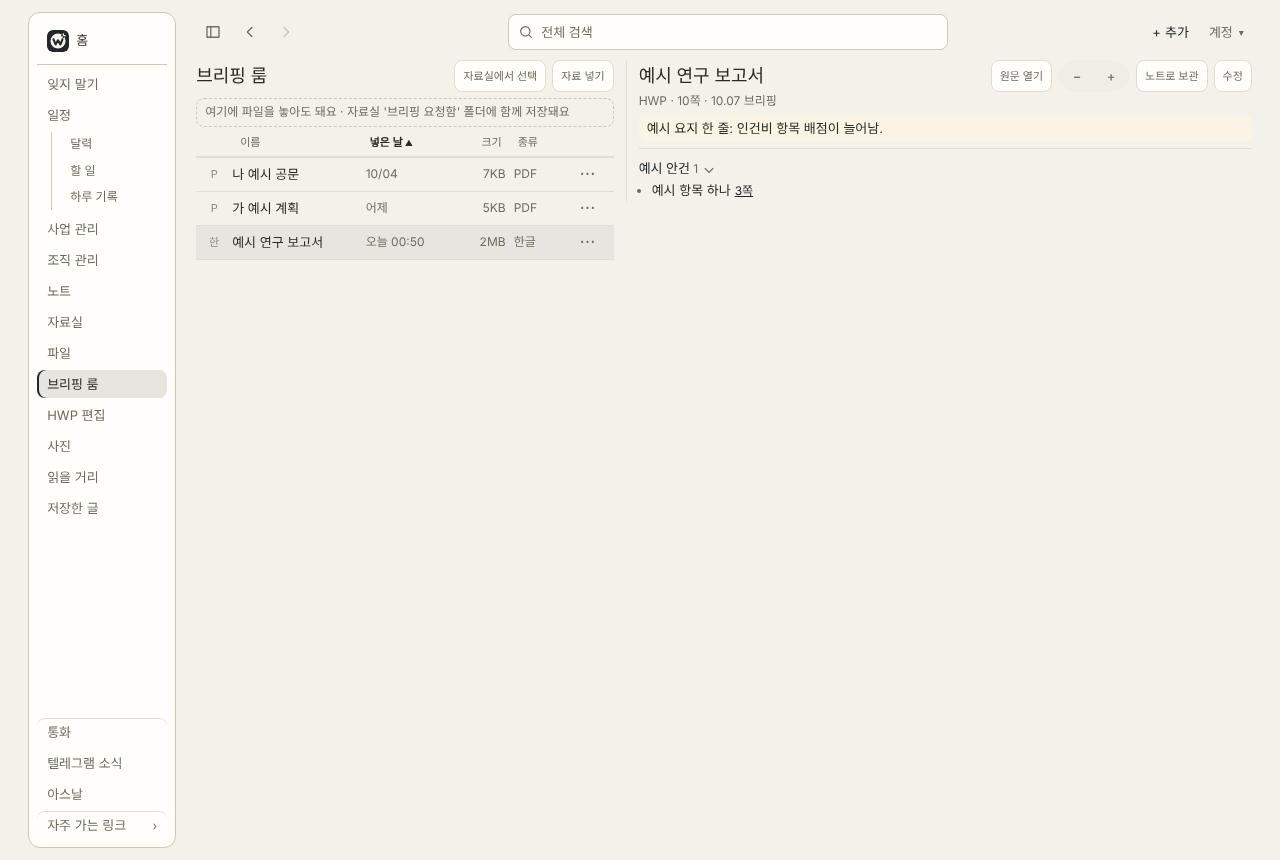 홈
잊지 말기
일정
달력
할 일
하루 기록
사업 관리
조직 관리
노트
자료실
파일
브리핑 룸
HWP 편집
사진
읽을 거리
저장한 글
통화
텔레그램 소식
아스날
자주 가는 링크 ›
전체 검색
+ 추가
계정 ▾
브리핑 룸
자료실에서 선택
자료 넣기
여기에 파일을 놓아도 돼요 · 자료실 '브리핑 요청함' 폴더에 함께 저장돼요
이름 넣은 날▲ 크기 종류
P 나 예시 공문 10/04 7KB PDF ···
P 가 예시 계획 어제 5KB PDF ···
한 예시 연구 보고서 오늘 00:50 2MB 한글 ···
예시 연구 보고서
원문 열기
− +
노트로 보관
수정
HWP · 10쪽 · 10.07 브리핑
예시 요지 한 줄: 인건비 항목 배점이 늘어남.
예시 안건 1
• 예시 항목 하나 3쪽